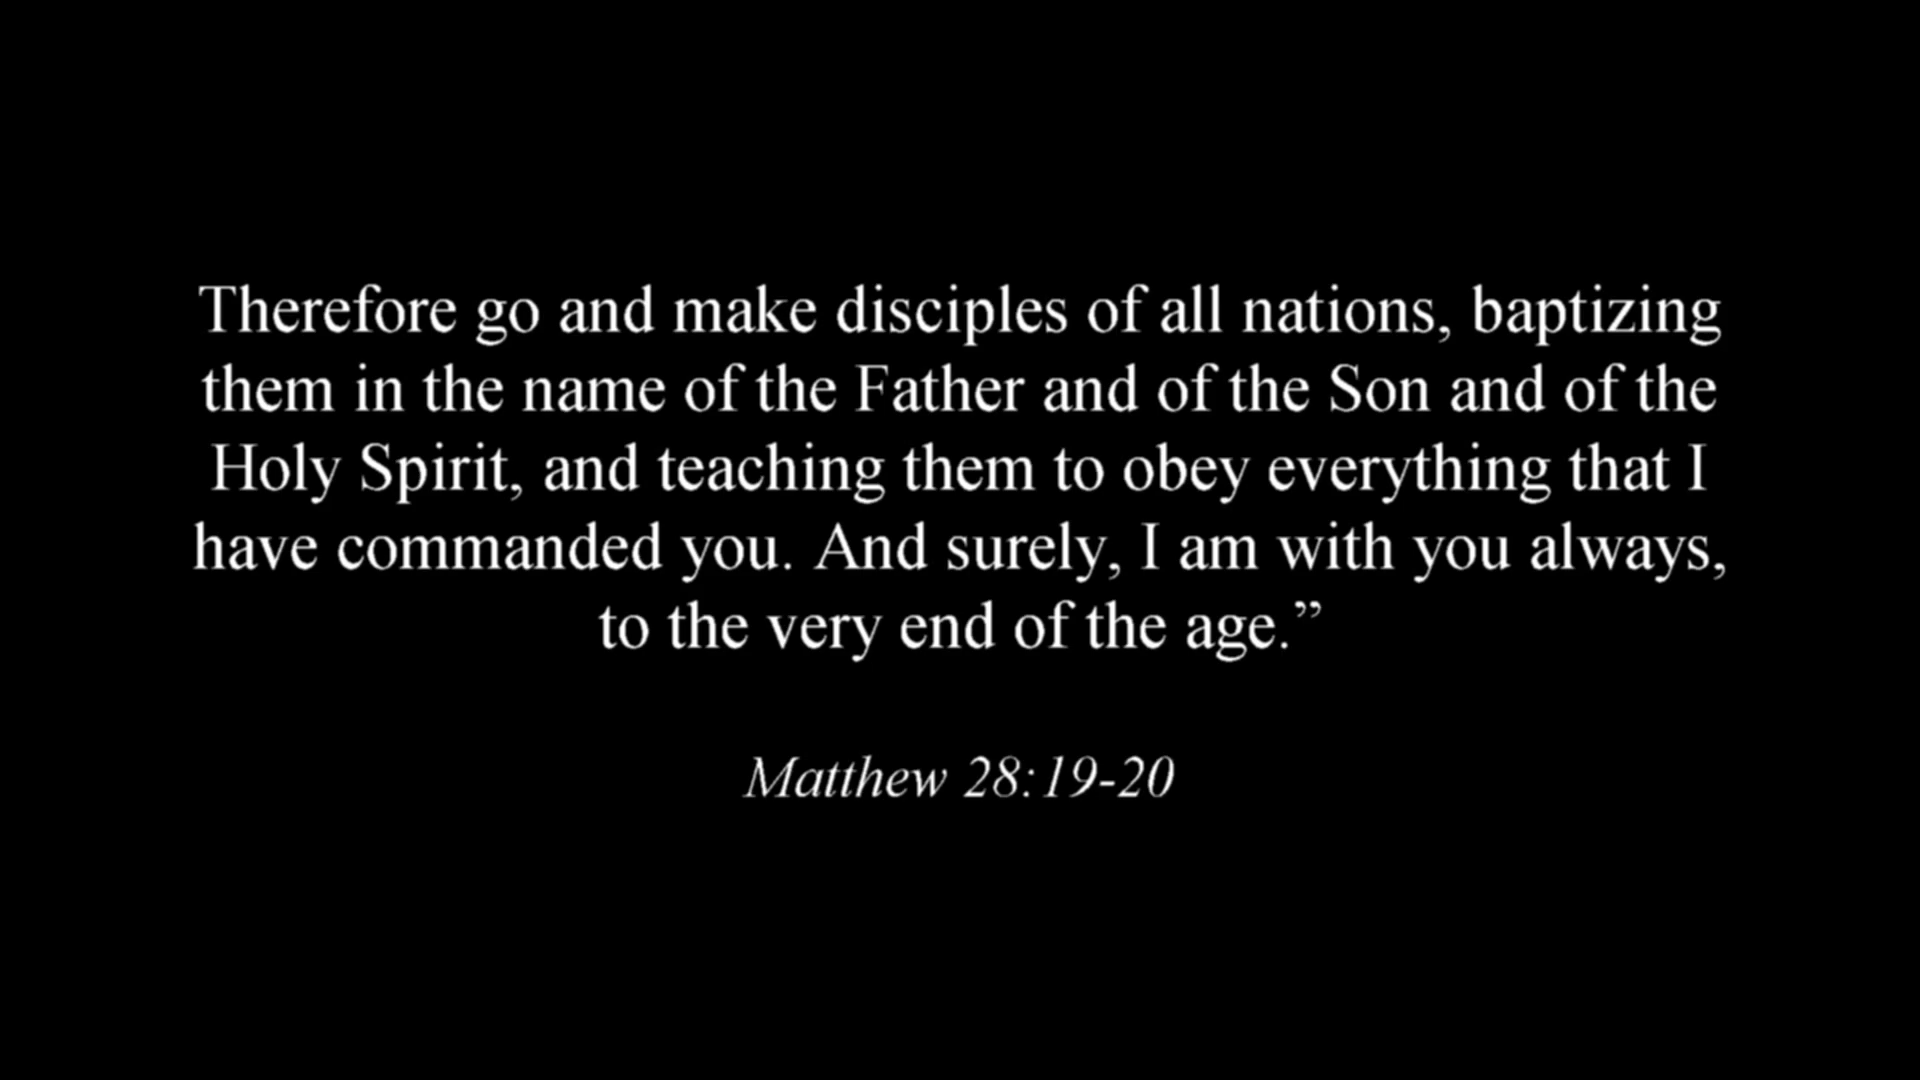 Therefore go and make disciples of all nations, baptizing
them in the name of the Father and of the Son and of the
Holy Spirit, and teaching them to obey everything that I
have commanded you. And surely, I am with you always,
to the very end of the age.”
Matthew 28:19-20